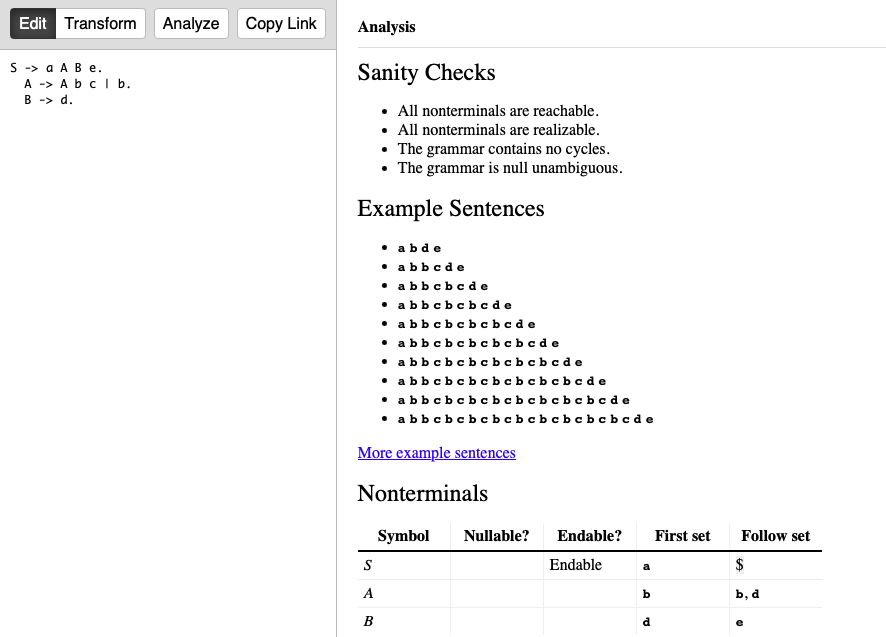 Edit Transform Analyze Copy Link
S -> a A B e.
A -> A b c | b.
B -> d.
Analysis
Sanity Checks
All nonterminals are reachable.
All nonterminals are realizable.
The grammar contains no cycles.
The grammar is null unambiguous.
Example Sentences
a b d e
a b b c d e
a b b c b c d e
a b b c b c b c d e
a b b c b c b c b c d e
a b b c b c b c b c b c d e
a b b c b c b c b c b c b c d e
a b b c b c b c b c b c b c b c d e
a b b c b c b c b c b c b c b c b c d e
a b b c b c b c b c b c b c b c b c b c d e
More example sentences
Nonterminals
Symbol Nullable? Endable? First set Follow set
S Endable a $
A b b, d
B d e